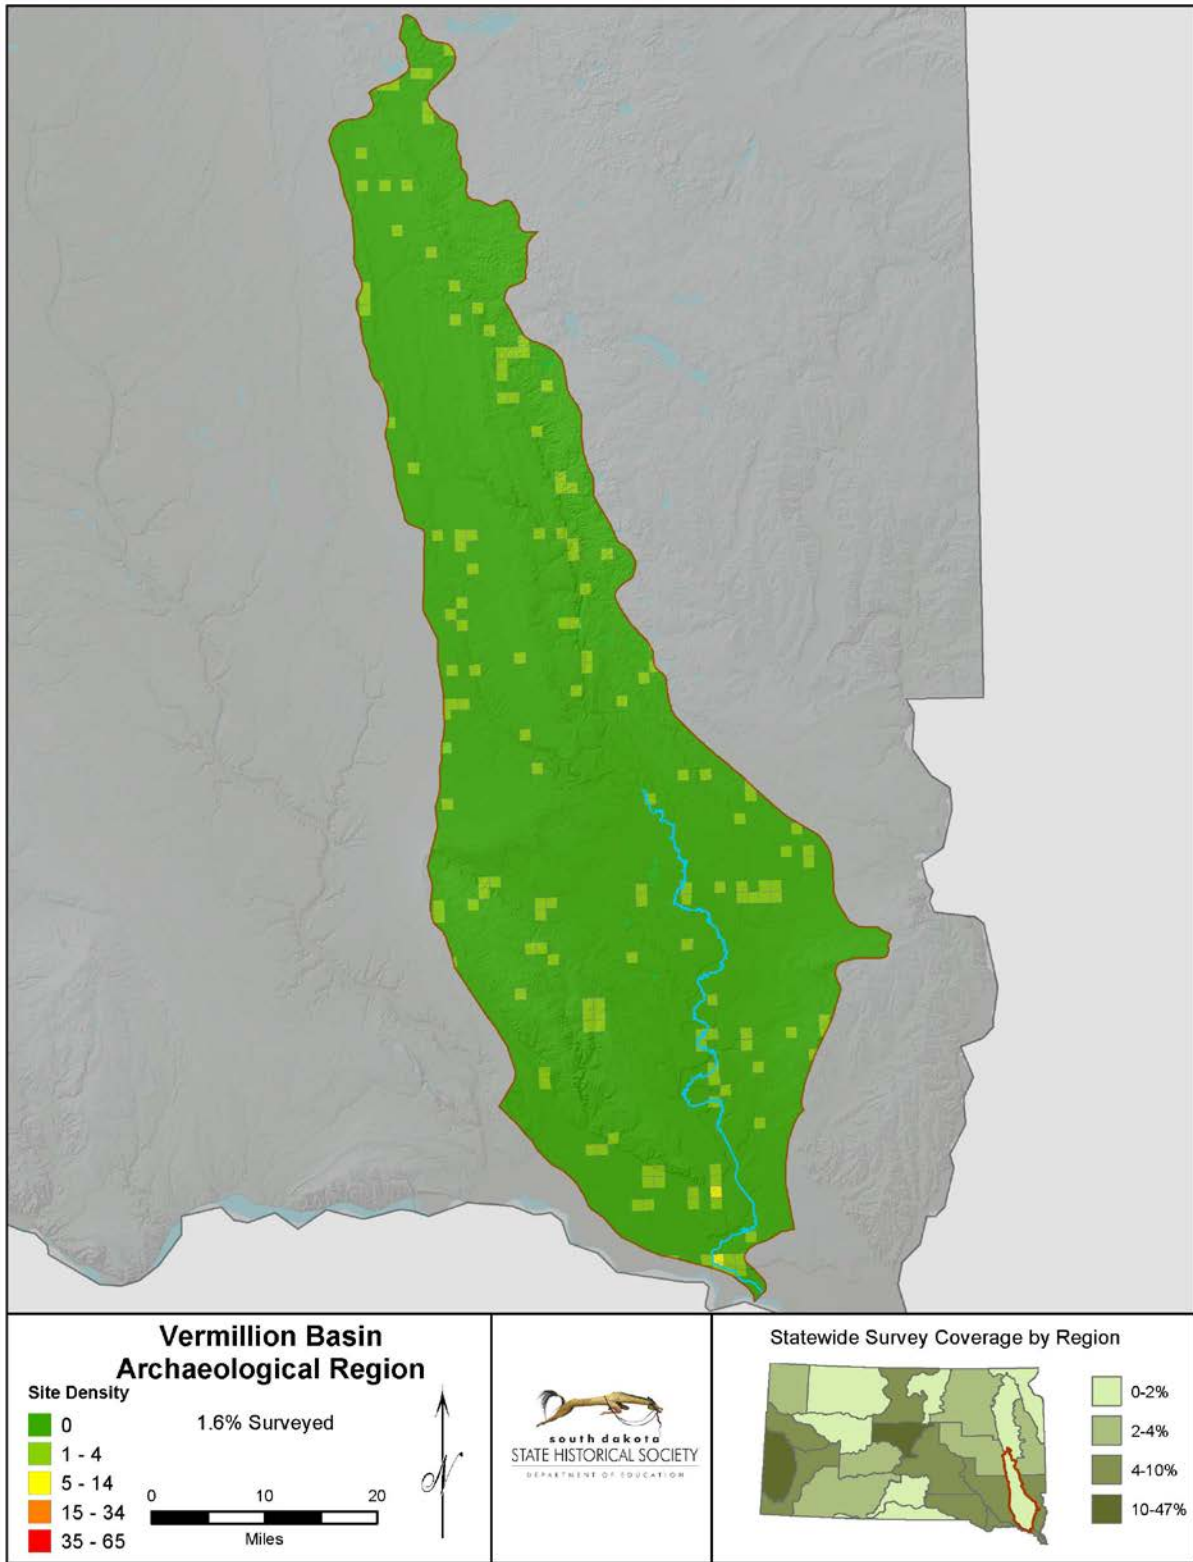 Vermillion Basin
Archaeological Region
Site Density
1.6% Surveyed
0
1 - 4
5 - 14
15 - 34
35 - 65
0 10 20
Miles
N
south dakota
STATE HISTORICAL SOCIETY
DEPARTMENT OF EDUCATION
Statewide Survey Coverage by Region
0-2%
2-4%
4-10%
10-47%